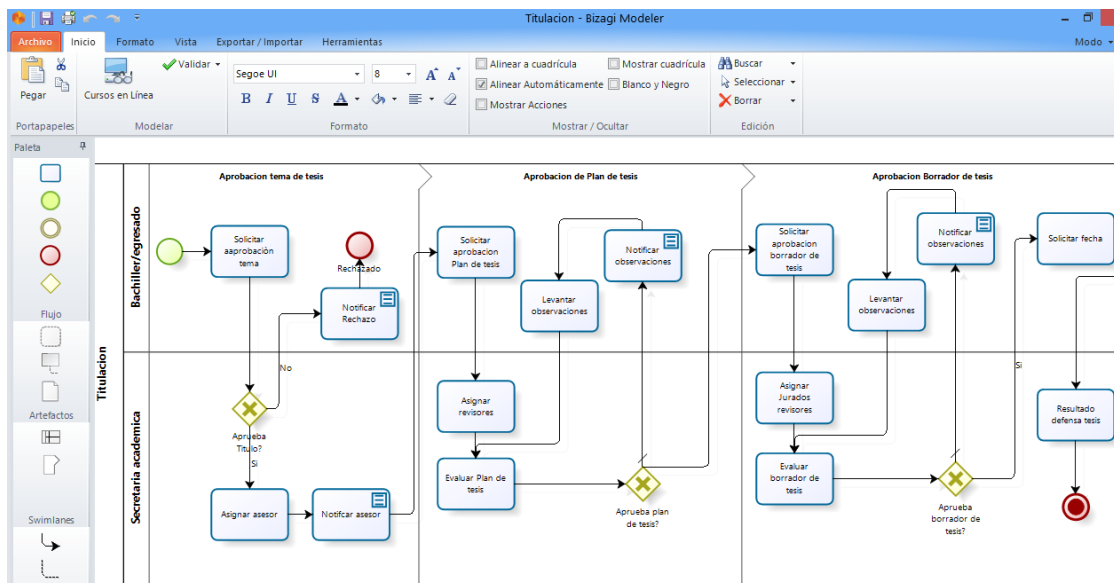 Titulacion - Bizagi Modeler
Archivo Inicio Formato Vista Exportar / Importar Herramientas Modo
Pegar
Cursos en Línea
Validar
Segoe UI 8
B I U S A
Alinear a cuadrícula
Mostrar cuadrícula
Alinear Automáticamente
Blanco y Negro
Mostrar Acciones
Buscar
Seleccionar
Borrar
Portapapeles Modelar Formato Mostrar / Ocultar Edición
Paleta
Flujo
Artefactos
Swimlanes
Titulacion
Bachiller/egresado
Secretaria academica
Aprobacion tema de tesis
Aprobacion de Plan de tesis
Aprobacion Borrador de tesis
Solicitar
aaprobación
tema
Rechazado
Notificar
Rechazo
No
Aprueba
Titulo?
Si
Asignar asesor
Notifcar asesor
Solicitar
aprobacion
Plan de tesis
Notificar
observaciones
Levantar
observaciones
Asignar
revisores
Evaluar Plan de
tesis
Aprueba plan
de tesis?
Solicitar
aprobacion
borrador de
tesis
Notificar
observaciones
Levantar
observaciones
Solicitar fecha
Si
Asignar
Jurados
revisores
Evaluar
borrador de
tesis
Aprueba
borrador de
tesis?
Resultado
defensa tesis